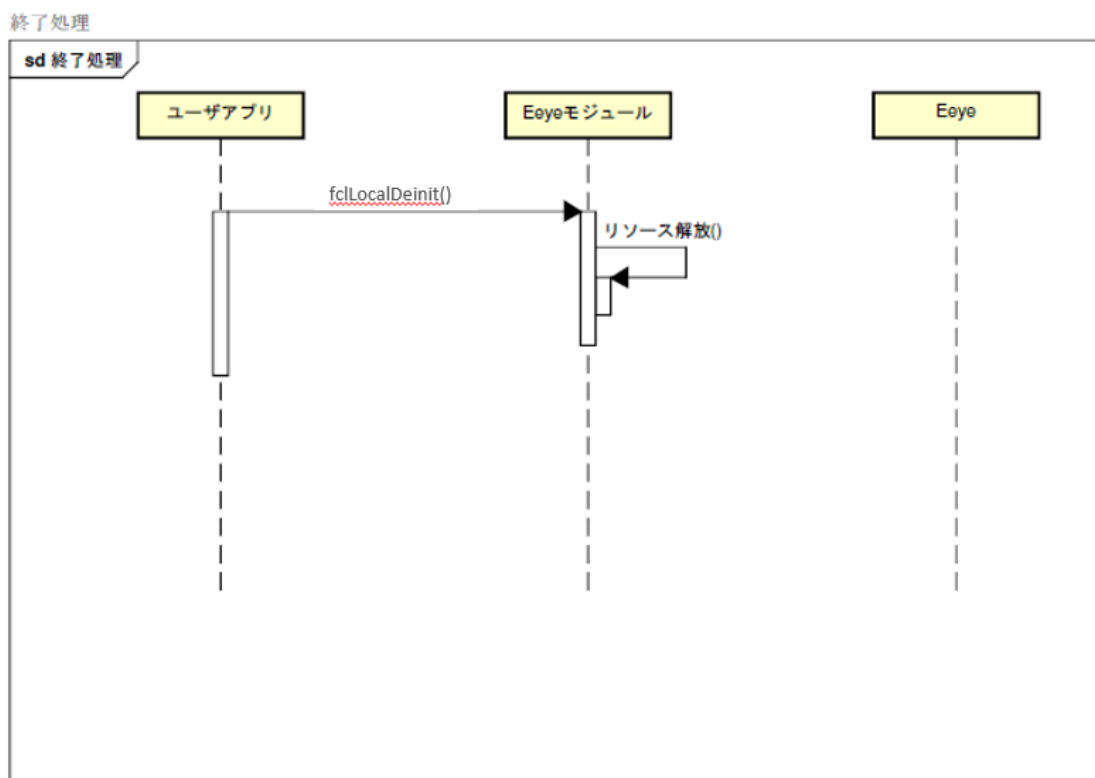 終了処理
sd 終了処理
ユーザアプリ
Eeyeモジュール
Eeye
fclLocalDeinit()
リソース解放()